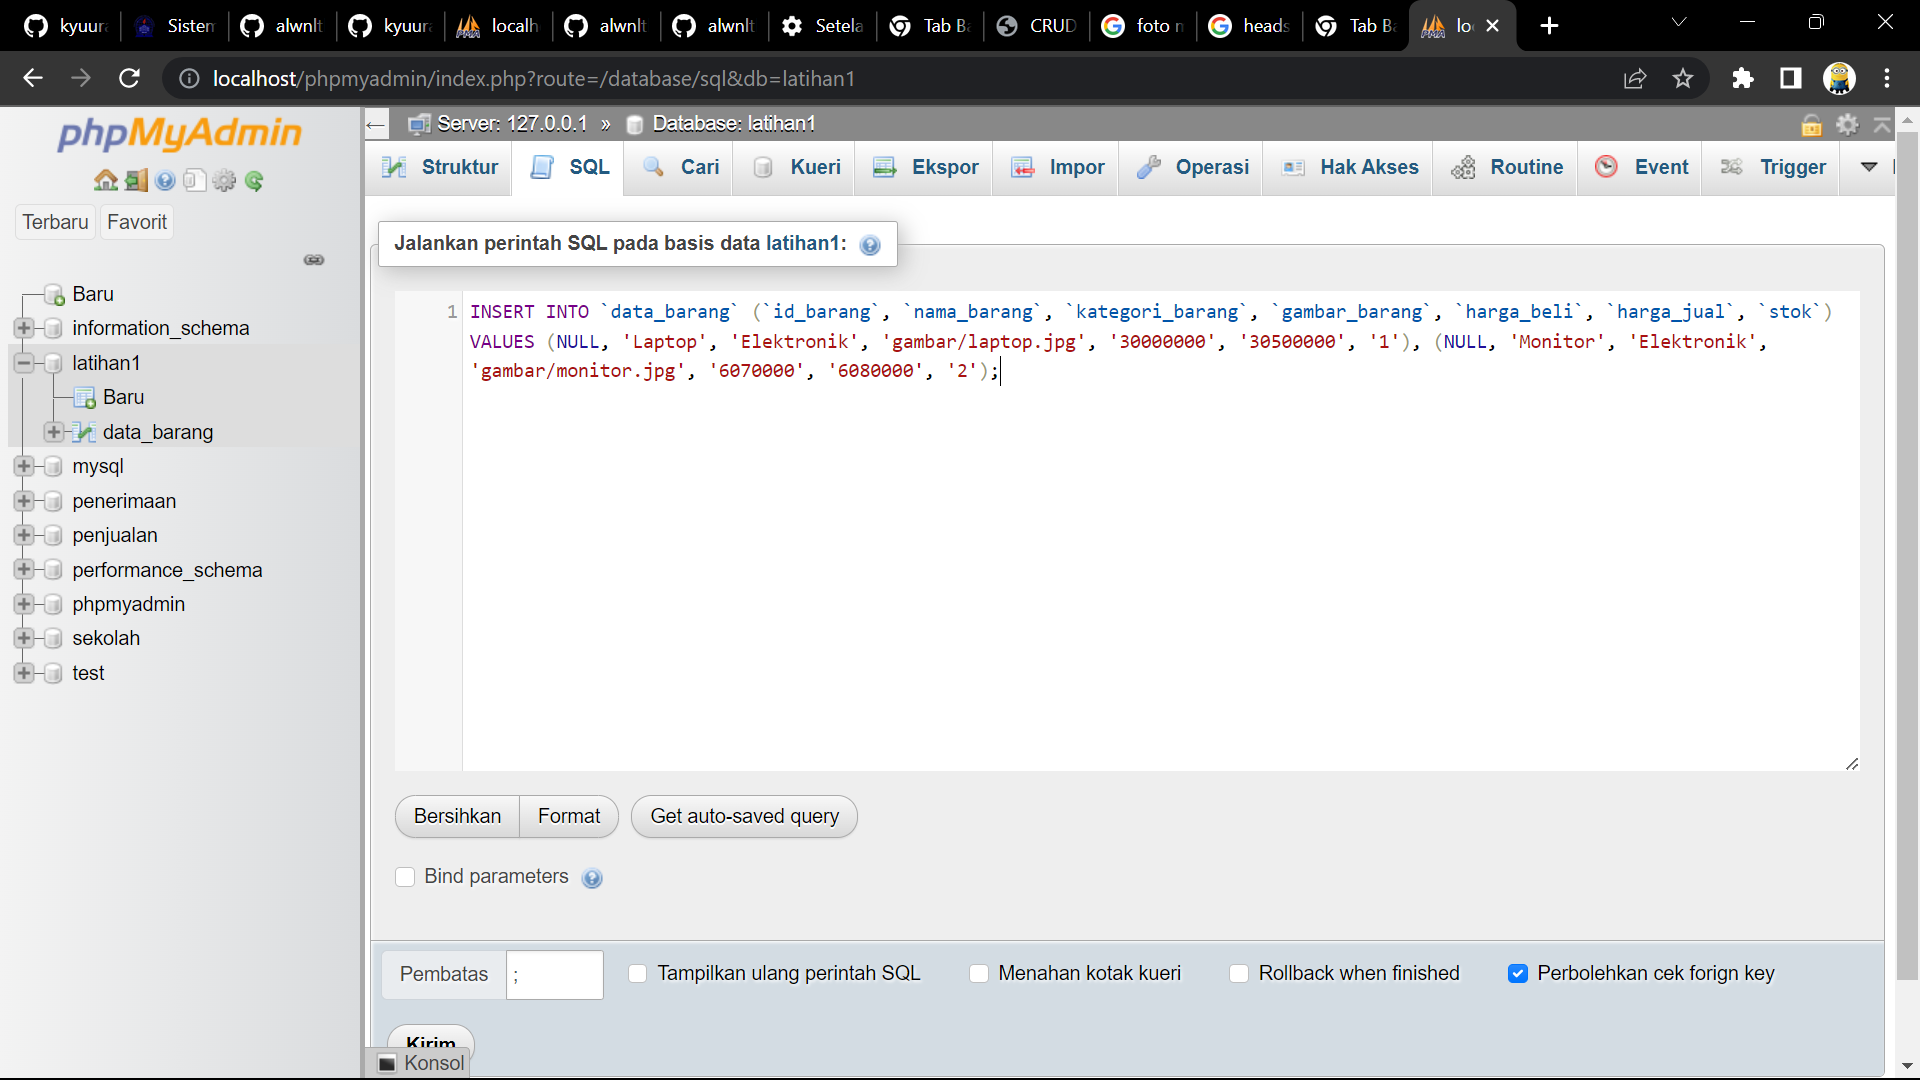 kyuur
Sistem
alwnlt
kyuur
localh
alwnlt
alwnlt
Setela
Tab Ba
CRUD
foto n
heads
Tab Ba
lo
localhost/phpmyadmin/index.php?route=/database/sql&db=latihan1
phpMyAdmin
Terbaru
Favorit
Baru
information_schema
latihan1
Baru
data_barang
mysql
penerimaan
penjualan
performance_schema
phpmyadmin
sekolah
test
Server: 127.0.0.1 » Database: latihan1
Struktur
SQL
Cari
Kueri
Ekspor
Impor
Operasi
Hak Akses
Routine
Event
Trigger
Jalankan perintah SQL pada basis data latihan1:
1 INSERT INTO `data_barang` (`id_barang`, `nama_barang`, `kategori_barang`, `gambar_barang`, `harga_beli`, `harga_jual`, `stok`)
VALUES (NULL, 'Laptop', 'Elektronik', 'gambar/laptop.jpg', '30000000', '30500000', '1'), (NULL, 'Monitor', 'Elektronik',
'gambar/monitor.jpg', '6070000', '6080000', '2');
Bersihkan
Format
Get auto-saved query
Bind parameters
Pembatas ;
Tampilkan ulang perintah SQL
Menahan kotak kueri
Rollback when finished
Perbolehkan cek forign key
Kirim
Konsol